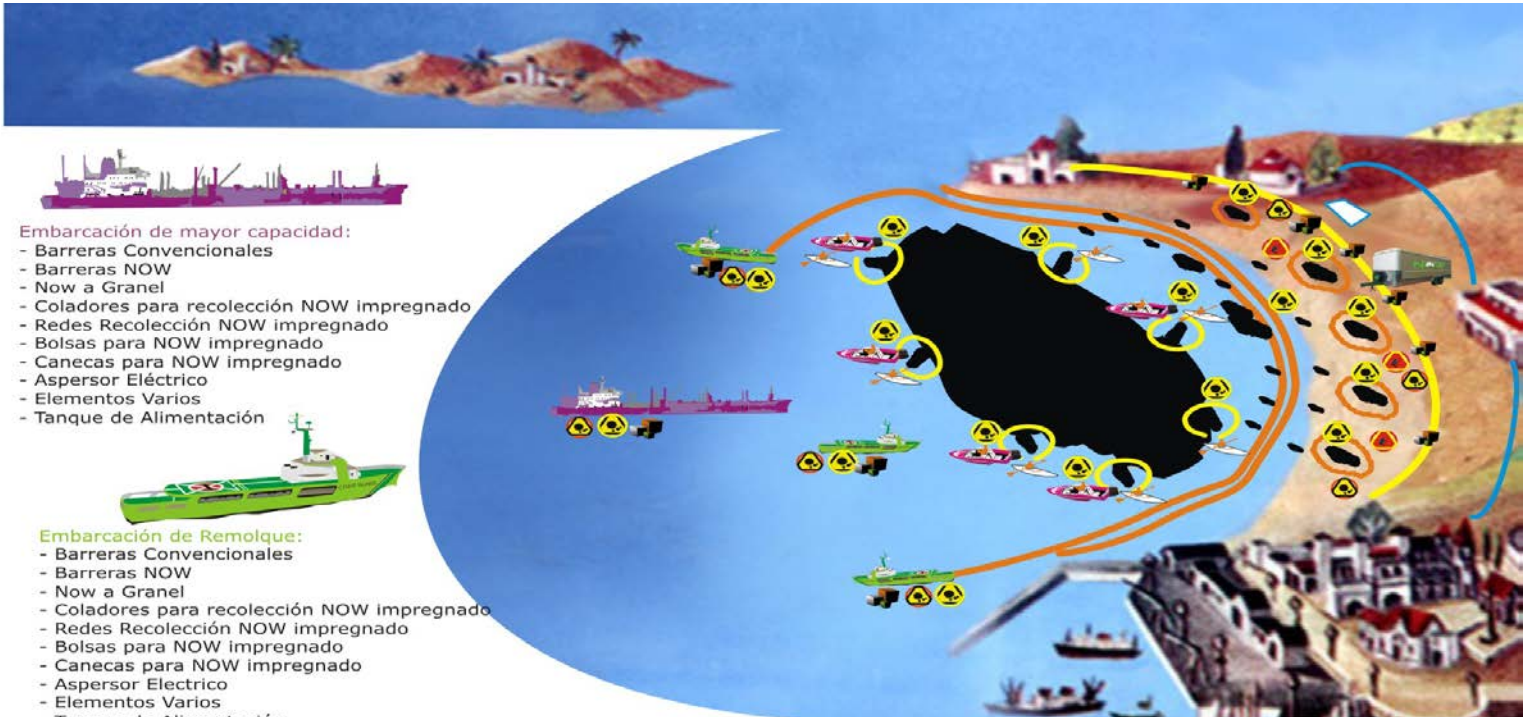 Embarcación de mayor capacidad:
- Barreras Convencionales
- Barreras NOW
- Now a Granel
- Coladores para recolección NOW impregnado
- Redes Recolección NOW impregnado
- Bolsas para NOW impregnado
- Canecas para NOW impregnado
- Aspersor Eléctrico
- Elementos Varios
- Tanque de Alimentación
Embarcación de Remolque:
- Barreras Convencionales
- Barreras NOW
- Now a Granel
- Coladores para recolección NOW impregnado
- Redes Recolección NOW impregnado
- Bolsas para NOW impregnado
- Canecas para NOW impregnado
- Aspersor Electrico
- Elementos Varios
- Tanque de Alimentación